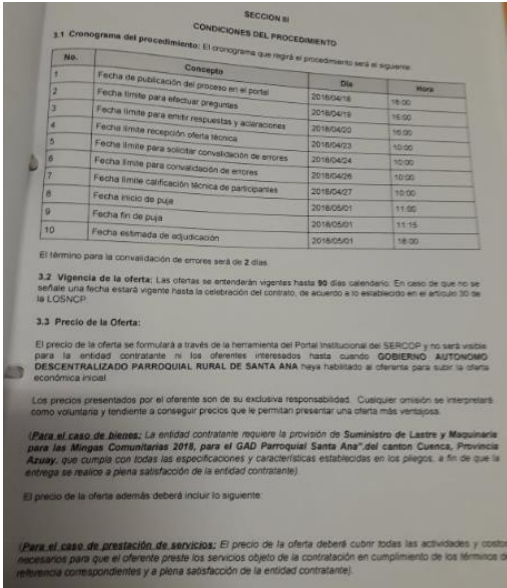 SECCION III
CONDICIONES DEL PROCEDIMIENTO
3.1 Cronograma del procedimiento: El cronograma que regirá el procedimiento será el siguiente:
No. Concepto Día Hora
1 Fecha de publicación del proceso en el portal 2018/04/18 16:00
2 Fecha límite para efectuar preguntas 2018/04/19 16:00
3 Fecha límite para emitir respuestas y aclaraciones 2018/04/20 10:00
4 Fecha límite recepción oferta técnica 2018/04/23 10:00
5 Fecha límite para solicitar convalidación de errores 2018/04/24 10:00
6 Fecha límite para convalidación de errores 2018/04/26 10:00
7 Fecha límite calificación técnica de participantes 2018/04/27 10:00
8 Fecha inicio de puja 2018/05/01 11:00
9 Fecha fin de puja 2018/05/01 11:15
10 Fecha estimada de adjudicación 2018/05/01 18:00
El término para la convalidación de errores será de 2 días
3.2 Vigencia de la oferta: Las ofertas se entenderán vigentes hasta 90 días calendario. En caso de que no se
señale una fecha estará vigente hasta la celebración del contrato, de acuerdo a lo establecido en el artículo 30 de
la LOSNCP.
3.3 Precio de la Oferta:
El precio de la oferta se formulará a través de la herramienta del Portal Institucional del SERCOP y no será visible
para la entidad contratante ni los oferentes interesados hasta cuando GOBIERNO AUTONOMO
DESCENTRALIZADO PARROQUIAL RURAL DE SANTA ANA haya habilitado al oferente para subir la oferta
económica inicial.
Los precios presentados por el oferente son de su exclusiva responsabilidad. Cualquier omisión se interpretará
como voluntaria y tendiente a conseguir precios que le permitan presentar una oferta más ventajosa.
(Para el caso de bienes: La entidad contratante requiere la provisión de Suministro de Lastre y Maquinaria
para las Mingas Comunitarias 2018, para el GAD Parroquial Santa Ana".del canton Cuenca, Provincia
Azuay, que cumpla con todas las especificaciones y características establecidas en los pliegos, a fin de que la
entrega se realice a plena satisfacción de la entidad contratante)
El precio de la oferta además deberá incluir lo siguiente:
(Para el caso de prestación de servicios: El precio de la oferta deberá cubrir todas las actividades y costos
necesarios para que el oferente preste los servicios objeto de la contratación en cumplimiento de los términos de
referencia correspondientes y a plena satisfacción de la entidad contratante).